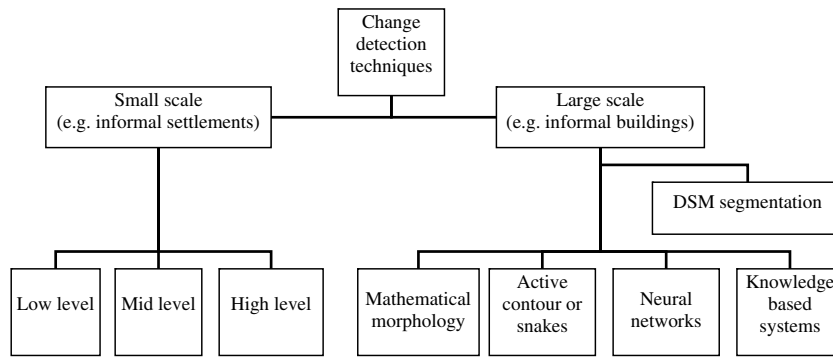 Change
detection
techniques
Small scale
(e.g. informal settlements)
Large scale
(e.g. informal buildings)
DSM segmentation
Low level
Mid level
High level
Mathematical
morphology
Active
contour or
snakes
Neural
networks
Knowledge
based
systems